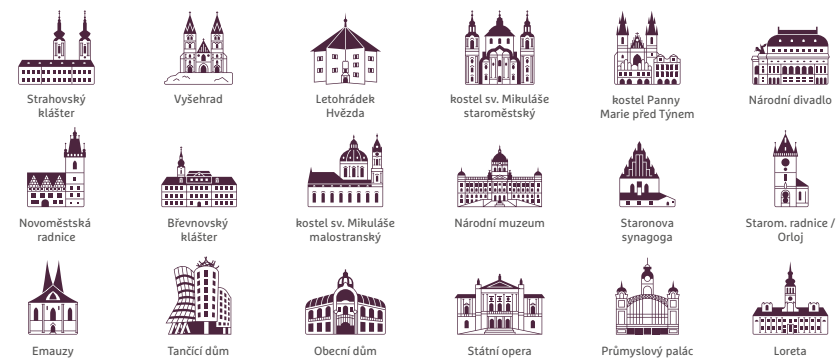 Strahovský
klášter
Vyšehrad
Letohrádek
Hvězda
kostel sv. Mikuláše
staroměstský
kostel Panny
Marie před Týnem
Národní divadlo
Novoměstská
radnice
Břevnovský
klášter
kostel sv. Mikuláše
malostranský
Národní muzeum
Staronova
synagoga
Starom. radnice /
Orloj
Emauzy
Tančící dům
Obecní dům
Státní opera
Průmyslový palác
Loreta